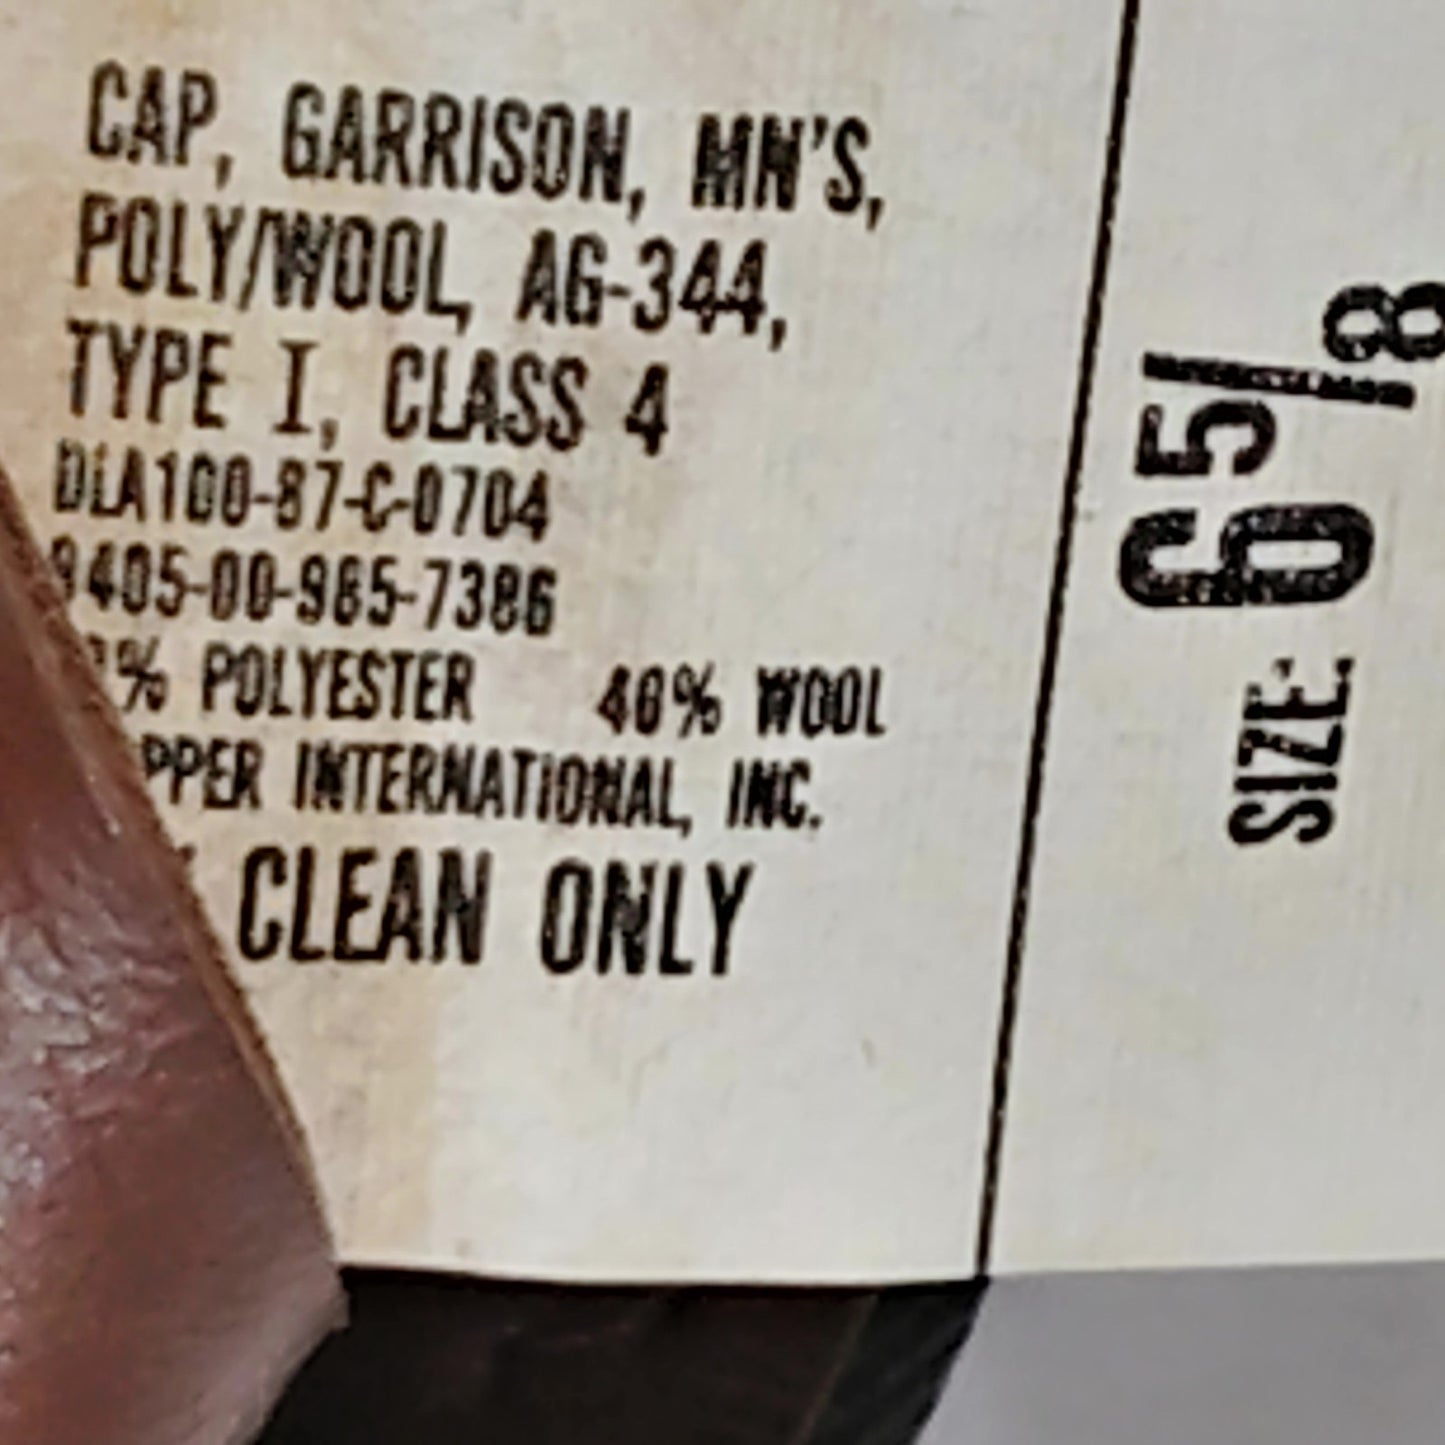 CAP, GARRISON, MN'S,
POLY/WOOL, AG-344,
TYPE I, CLASS 4
DLA100-87-C-0704
9405-00-985-7386
% POLYESTER 40% WOOL
PPER INTERNATIONAL, INC.
CLEAN ONLY
SIZE: 6 5/8